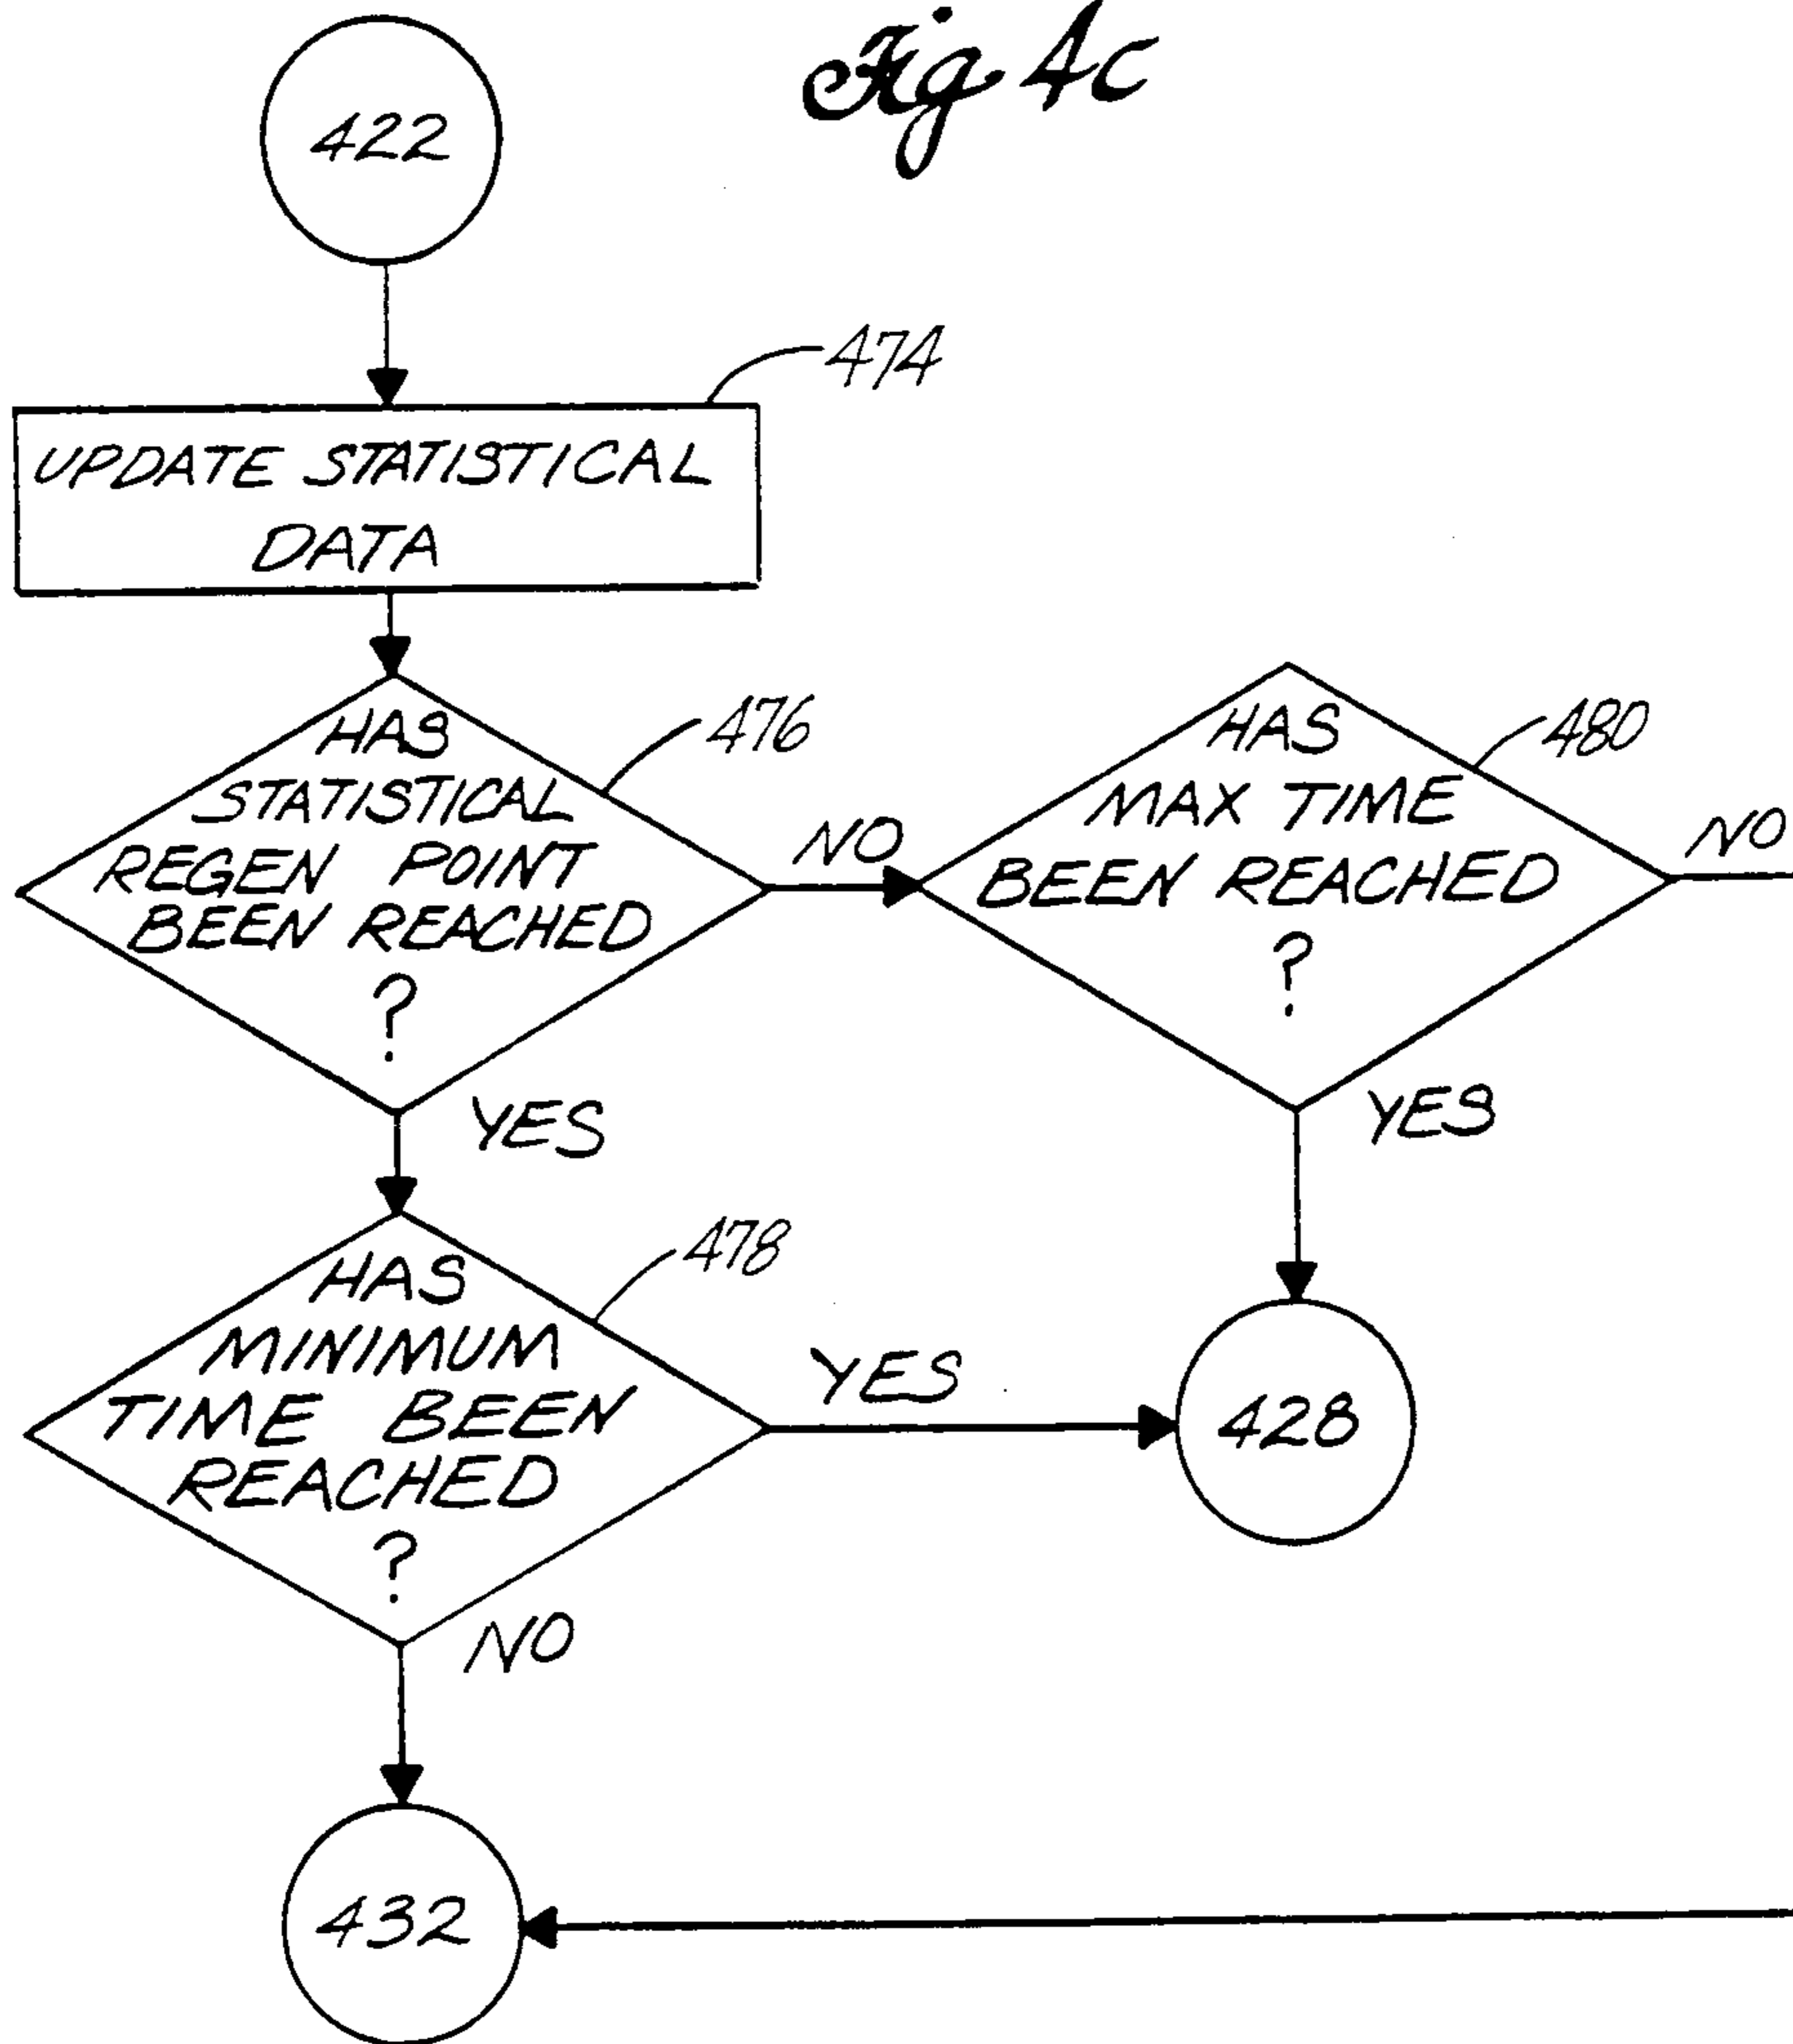 Fig. 4c
422
474
UPDATE STATISTICAL
DATA
476
HAS
STATISTICAL
REGEN POINT
BEEN REACHED
?
NO
480
HAS
MAX TIME
BEEN REACHED
?
NO
YES
YES
478
HAS
MINIMUM
TIME BEEN
REACHED
?
YES
428
NO
432